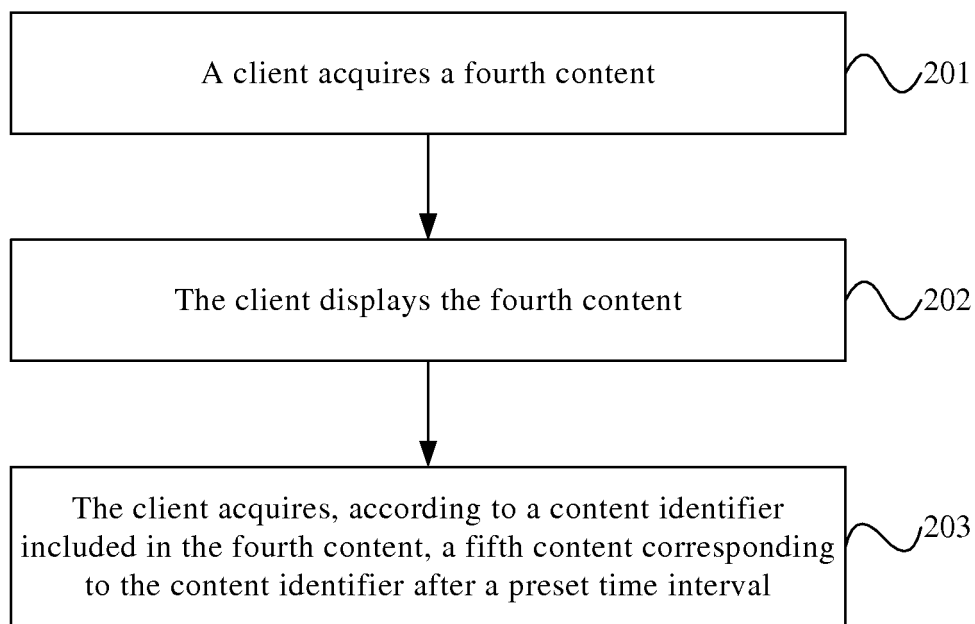 A client acquires a fourth content
201
The client displays the fourth content
202
The client acquires, according to a content identifier
included in the fourth content, a fifth content corresponding
to the content identifier after a preset time interval
203